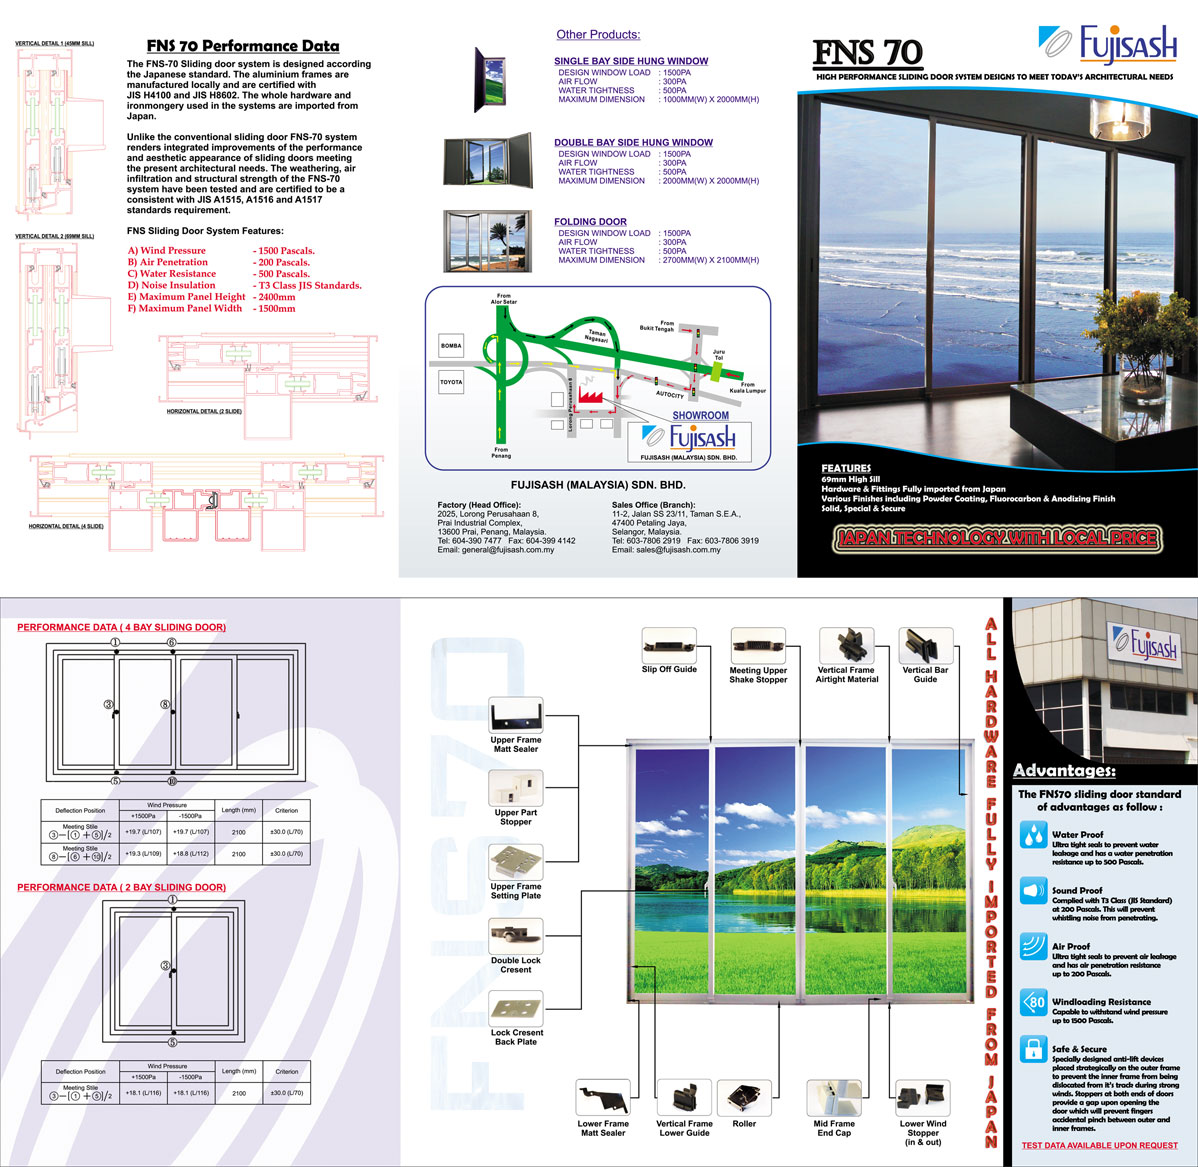 VERTICAL DETAIL 1 (45MM SILL)
VERTICAL DETAIL 2 (69MM SILL)
FNS 70 Performance Data
The FNS-70 Sliding door system is designed according
the Japanese standard. The aluminium frames are
manufactured locally and are certified with
JIS H4100 and JIS H8602. The whole hardware and
ironmongery used in the systems are imported from
Japan.
Unlike the conventional sliding door FNS-70 system
renders integrated improvements of the performance
and aesthetic appearance of sliding doors meeting
the present architectural needs. The weathering, air
infiltration and structural strength of the FNS-70
system have been tested and are certified to be a
consistent with JIS A1515, A1516 and A1517
standards requirement.
FNS Sliding Door System Features:
A) Wind Pressure - 1500 Pascals.
B) Air Penetration - 200 Pascals.
C) Water Resistance - 500 Pascals.
D) Noise Insulation - T3 Class JIS Standards.
E) Maximum Panel Height - 2400mm
F) Maximum Panel Width - 1500mm
HORIZONTAL DETAIL (2 SLIDE)
HORIZONTAL DETAIL (4 SLIDE)
Other Products:
SINGLE BAY SIDE HUNG WINDOW
DESIGN WINDOW LOAD : 1500PA
AIR FLOW : 300PA
WATER TIGHTNESS : 500PA
MAXIMUM DIMENSION : 1000MM(W) X 2000MM(H)
DOUBLE BAY SIDE HUNG WINDOW
DESIGN WINDOW LOAD : 1500PA
AIR FLOW : 300PA
WATER TIGHTNESS : 500PA
MAXIMUM DIMENSION : 2000MM(W) X 2000MM(H)
FOLDING DOOR
DESIGN WINDOW LOAD : 1500PA
AIR FLOW : 300PA
WATER TIGHTNESS : 500PA
MAXIMUM DIMENSION : 2700MM(W) X 2100MM(H)
From
Alor Setar
Taman
Nagasari
From
Bukit Tengah
Juru
Tol
BOMBA
TOYOTA
From
Kuala Lumpur
AUTOCITY
Lorong Perusahaan 8
SHOWROOM
FUJISASH
FUJISASH (MALAYSIA) SDN. BHD.
From
Penang
FUJISASH (MALAYSIA) SDN. BHD.
Factory (Head Office):
2025, Lorong Perusahaan 8,
Prai Industrial Complex,
13600 Prai, Penang, Malaysia.
Tel: 604-390 7477 Fax: 604-399 4142
Email: general@fujisash.com.my
Sales Office (Branch):
11-2, Jalan SS 23/11, Taman S.E.A.,
47400 Petaling Jaya,
Selangor, Malaysia.
Tel: 603-7806 2919 Fax: 603-7806 3919
Email: sales@fujisash.com.my
FNS 70
FUJISASH
HIGH PERFORMANCE SLIDING DOOR SYSTEM DESIGNS TO MEET TODAY'S ARCHITECTURAL NEEDS
FEATURES
69mm High Sill
Hardware & Fittings Fully imported from Japan
Various Finishes including Powder Coating, Fluorocarbon & Anodizing Finish
Solid, Special & Secure
JAPAN TECHNOLOGY WITH LOCAL PRICE
PERFORMANCE DATA ( 4 BAY SLIDING DOOR)
① ⑥
③ ⑧
⑤ ⑩
Deflection Position Wind Pressure Length (mm) Criterion
+1500Pa -1500Pa
Meeting Stile
③−[① + ⑤]/2 +19.7 (L/107) +19.7 (L/107) 2100 ±30.0 (L/70)
Meeting Stile
⑧−[⑥ + ⑩]/2 +19.3 (L/109) +18.8 (L/112) 2100 ±30.0 (L/70)
PERFORMANCE DATA ( 2 BAY SLIDING DOOR)
①
③
⑤
Deflection Position Wind Pressure Length (mm) Criterion
+1500Pa -1500Pa
Meeting Stile
③−[① + ⑤]/2 +18.1 (L/116) +18.1 (L/116) 2100 ±30.0 (L/70)
FNS70
Slip Off Guide
Meeting Upper
Shake Stopper
Vertical Frame
Airtight Material
Vertical Bar
Guide
Upper Frame
Matt Sealer
Upper Part
Stopper
Upper Frame
Setting Plate
Double Lock
Cresent
Lock Cresent
Back Plate
Lower Frame
Matt Sealer
Vertical Frame
Lower Guide
Roller
Mid Frame
End Cap
Lower Wind
Stopper
(in & out)
ALL HARDWARE FULLY IMPORTED FROM JAPAN
FUJISASH
Advantages:
The FNS70 sliding door standard
of advantages as follow :
Water Proof
Ultra tight seals to prevent water
leakage and has a water penetration
resistance up to 500 Pascals.
Sound Proof
Complied with T3 Class (JIS Standard)
at 200 Pascals. This will prevent
whistling noise from penetrating.
Air Proof
Ultra tight seals to prevent air leakage
and has air penetration resistance
up to 200 Pascals.
80
Windloading Resistance
Capable to withstand wind pressure
up to 1500 Pascals.
Safe & Secure
Specially designed anti-lift devices
placed strategically on the outer frame
to prevent the inner frame from being
dislocated from it's track during strong
winds. Stoppers at both ends of doors
provide a gap upon opening the
door which will prevent fingers
accidental pinch between outer and
inner frames.
TEST DATA AVAILABLE UPON REQUEST